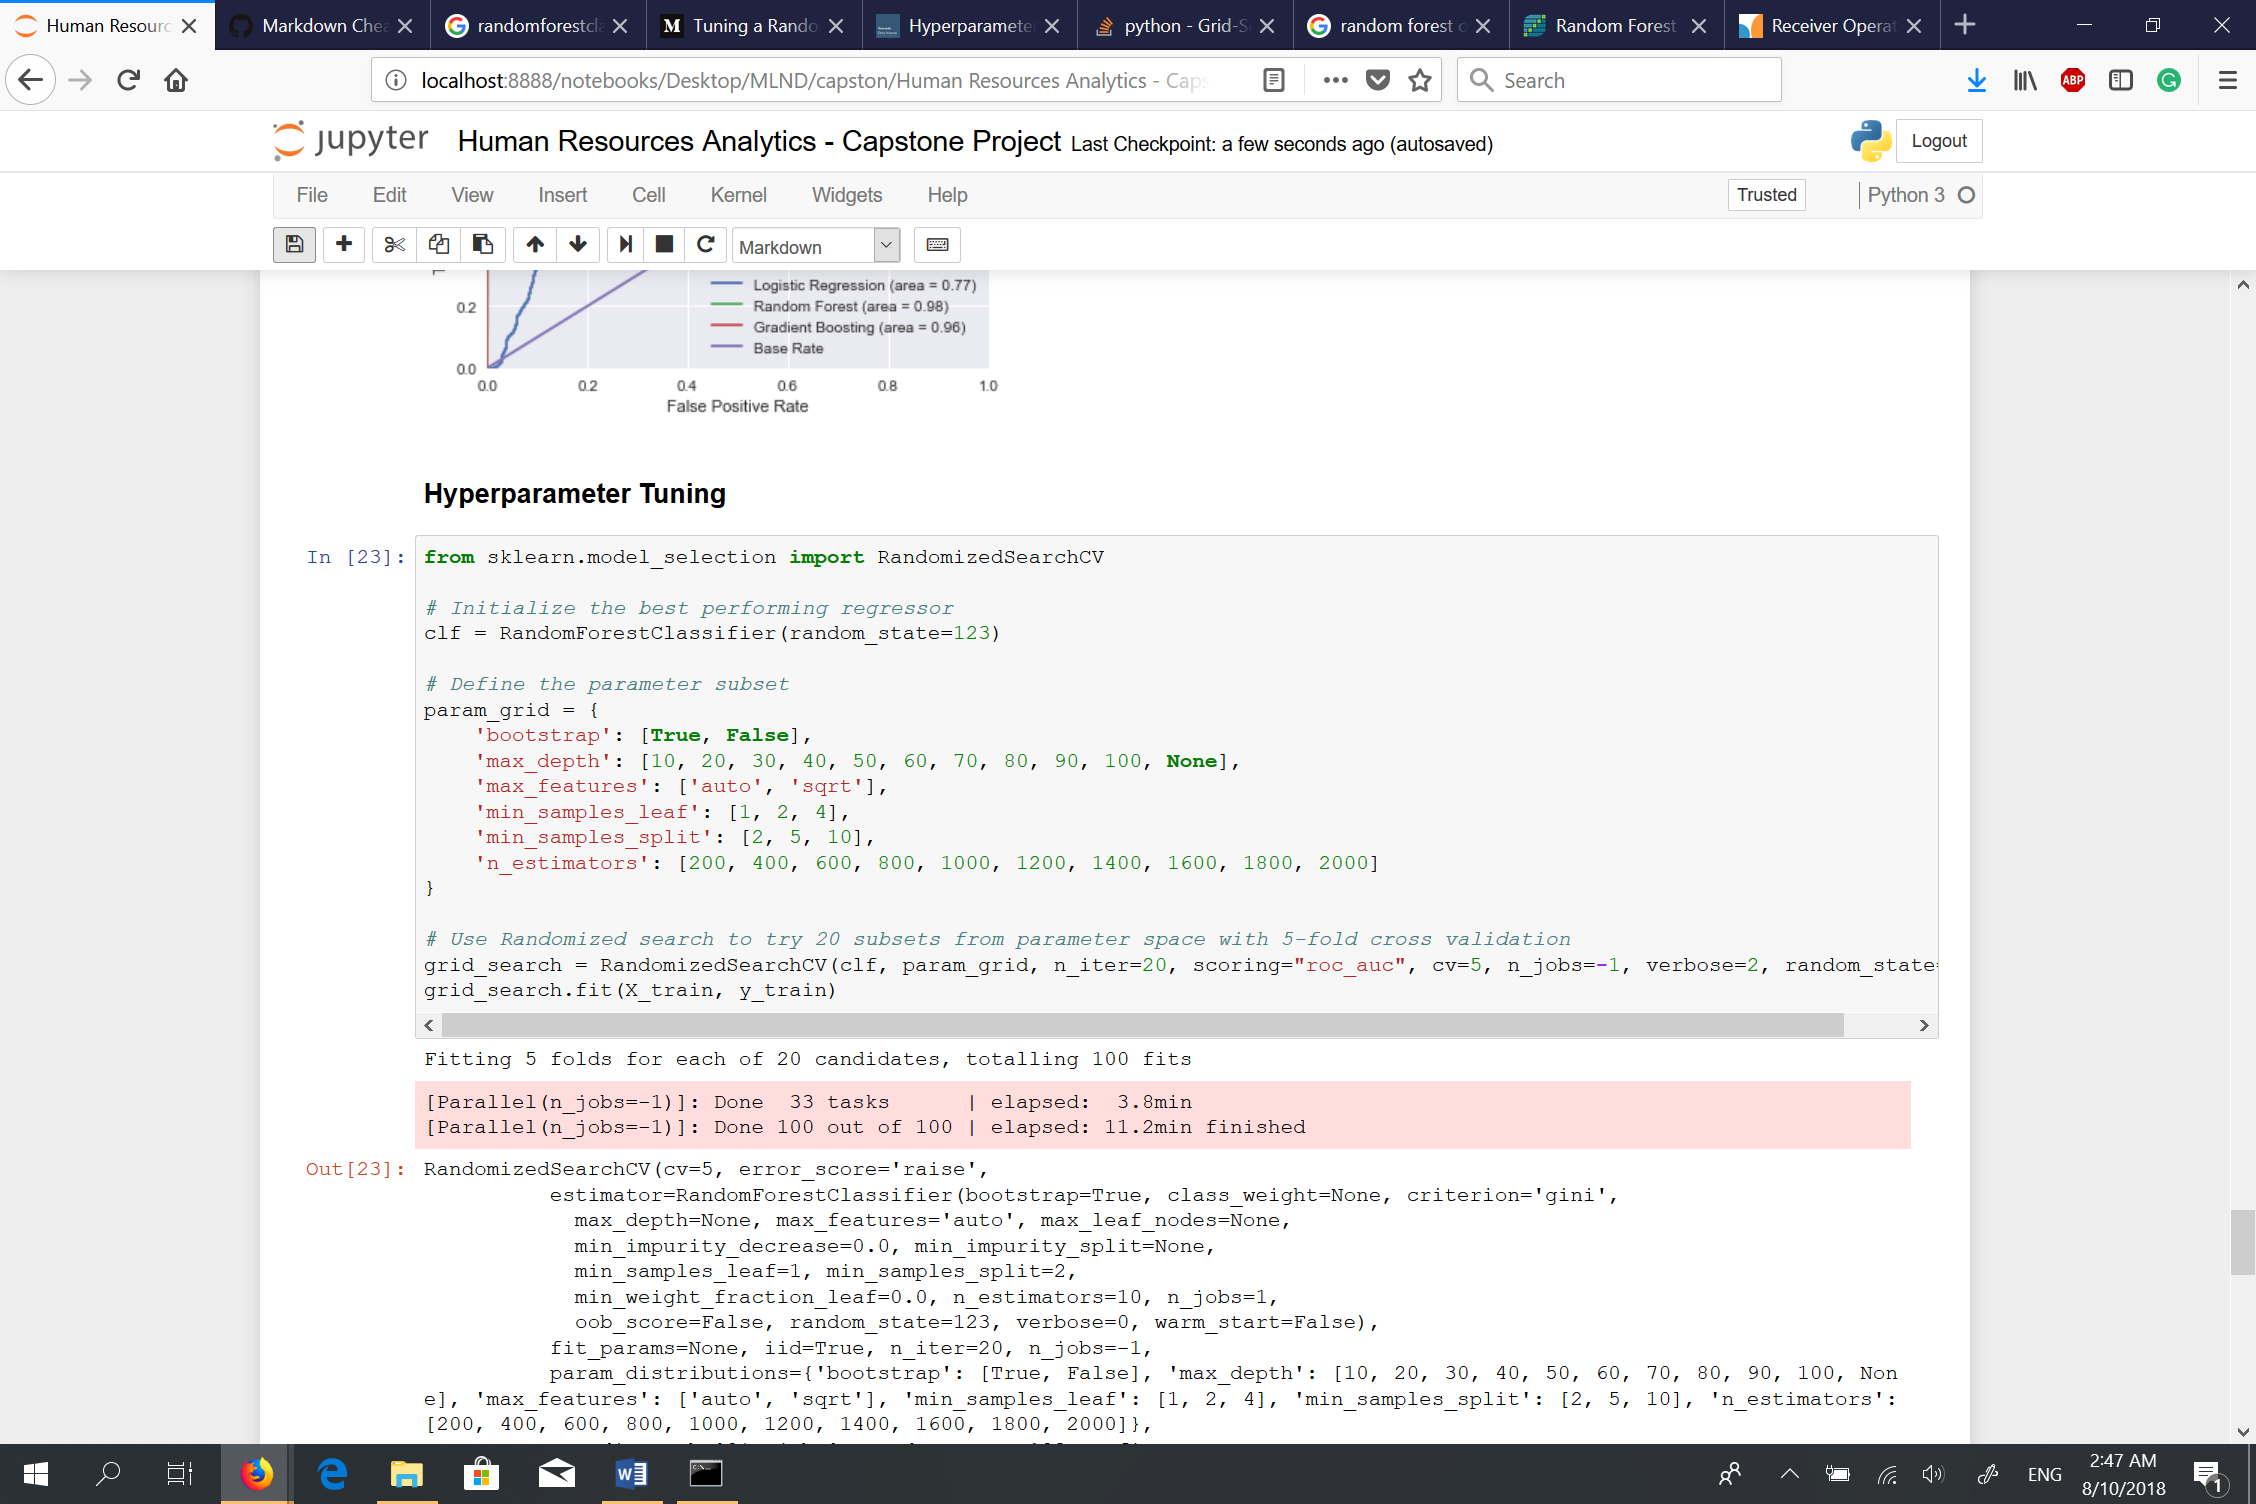 Human Resourc
Markdown Chea
randomforestcla
Tuning a Rando
Hyperparameter
python - Grid-S
random forest o
Random Forest
Receiver Operat
localhost:8888/notebooks/Desktop/MLND/capston/Human Resources Analytics - Caps
Search
ABP
jupyter Human Resources Analytics - Capstone Project Last Checkpoint: a few seconds ago (autosaved)
Logout
File Edit View Insert Cell Kernel Widgets Help
Trusted
Python 3
Markdown
Logistic Regression (area = 0.77)
Random Forest (area = 0.98)
Gradient Boosting (area = 0.96)
Base Rate
0.2
0.0
0.0 0.2 0.4 0.6 0.8 1.0
False Positive Rate
Hyperparameter Tuning
In [23]: from sklearn.model_selection import RandomizedSearchCV
# Initialize the best performing regressor
clf = RandomForestClassifier(random_state=123)
# Define the parameter subset
param_grid = {
'bootstrap': [True, False],
'max_depth': [10, 20, 30, 40, 50, 60, 70, 80, 90, 100, None],
'max_features': ['auto', 'sqrt'],
'min_samples_leaf': [1, 2, 4],
'min_samples_split': [2, 5, 10],
'n_estimators': [200, 400, 600, 800, 1000, 1200, 1400, 1600, 1800, 2000]
}
# Use Randomized search to try 20 subsets from parameter space with 5-fold cross validation
grid_search = RandomizedSearchCV(clf, param_grid, n_iter=20, scoring="roc_auc", cv=5, n_jobs=-1, verbose=2, random_state=
grid_search.fit(X_train, y_train)
Fitting 5 folds for each of 20 candidates, totalling 100 fits
[Parallel(n_jobs=-1)]: Done  33 tasks      | elapsed:  3.8min
[Parallel(n_jobs=-1)]: Done 100 out of 100 | elapsed: 11.2min finished
Out[23]: RandomizedSearchCV(cv=5, error_score='raise',
estimator=RandomForestClassifier(bootstrap=True, class_weight=None, criterion='gini',
max_depth=None, max_features='auto', max_leaf_nodes=None,
min_impurity_decrease=0.0, min_impurity_split=None,
min_samples_leaf=1, min_samples_split=2,
min_weight_fraction_leaf=0.0, n_estimators=10, n_jobs=1,
oob_score=False, random_state=123, verbose=0, warm_start=False),
fit_params=None, iid=True, n_iter=20, n_jobs=-1,
param_distributions={'bootstrap': [True, False], 'max_depth': [10, 20, 30, 40, 50, 60, 70, 80, 90, 100, Non
e], 'max_features': ['auto', 'sqrt'], 'min_samples_leaf': [1, 2, 4], 'min_samples_split': [2, 5, 10], 'n_estimators':
[200, 400, 600, 800, 1000, 1200, 1400, 1600, 1800, 2000]},
ENG
2:47 AM
8/10/2018
1